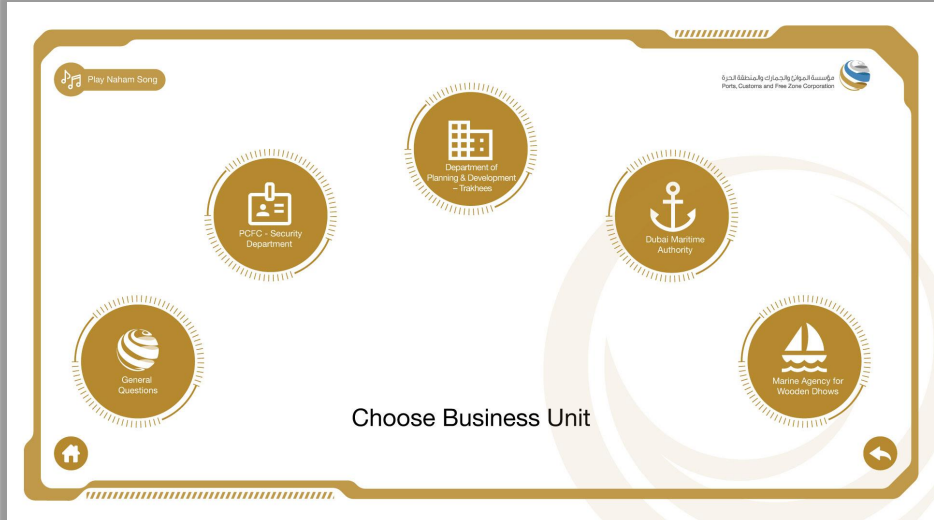 Play Naham Song
مؤسسة الموانئ والجمارك والمنطقة الحرة
Ports, Customs and Free Zone Corporation
Department of
Planning & Development
– Trakhees
PCFC - Security
Department
Dubai Maritime
Authority
General
Questions
Marine Agency for
Wooden Dhows
Choose Business Unit